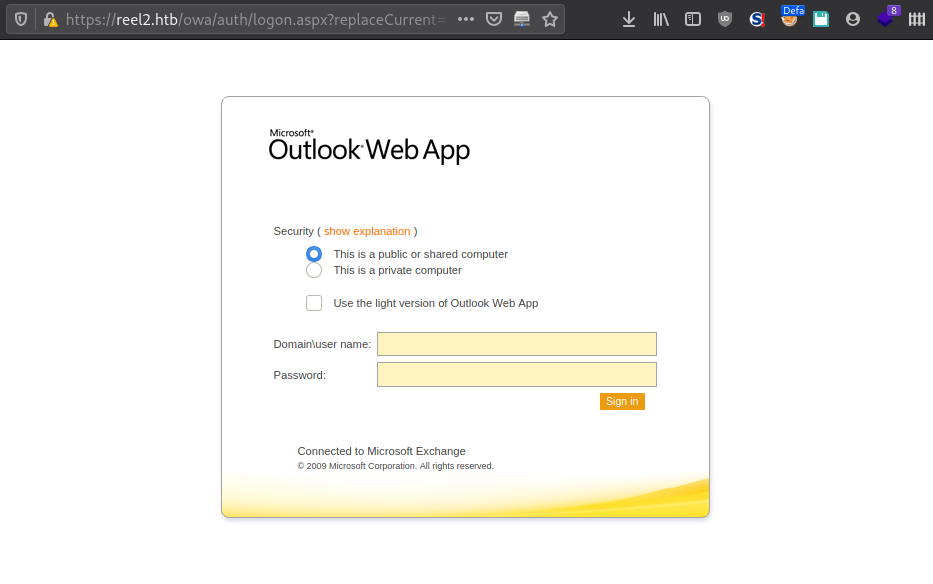 https://reel2.htb/owa/auth/logon.aspx?replaceCurrent=
UD
S
Defa
8
Microsoft®
Outlook® Web App
Security ( show explanation )
This is a public or shared computer
This is a private computer
Use the light version of Outlook Web App
Domain\user name:
Password:
Sign in
Connected to Microsoft Exchange
© 2009 Microsoft Corporation. All rights reserved.